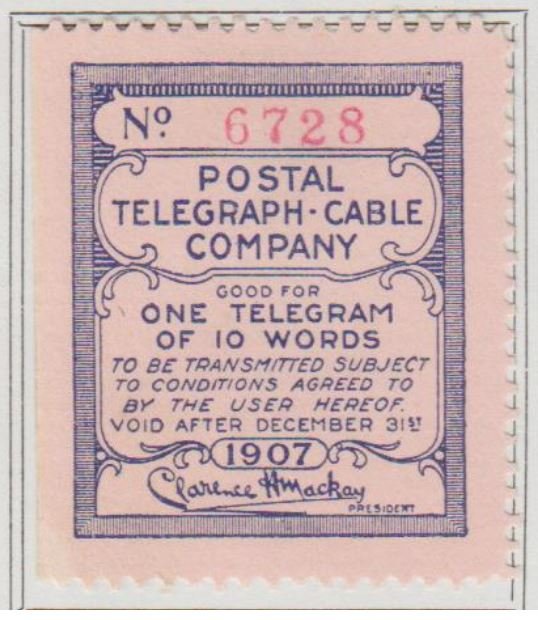 Nº 6728
POSTAL
TELEGRAPH·CABLE
COMPANY
GOOD FOR
ONE TELEGRAM
OF 10 WORDS
TO BE TRANSMITTED SUBJECT
TO CONDITIONS AGREED TO
BY THE USER HEREOF.
VOID AFTER DECEMBER 31ST
1907
Clarence H Mackay
PRESIDENT